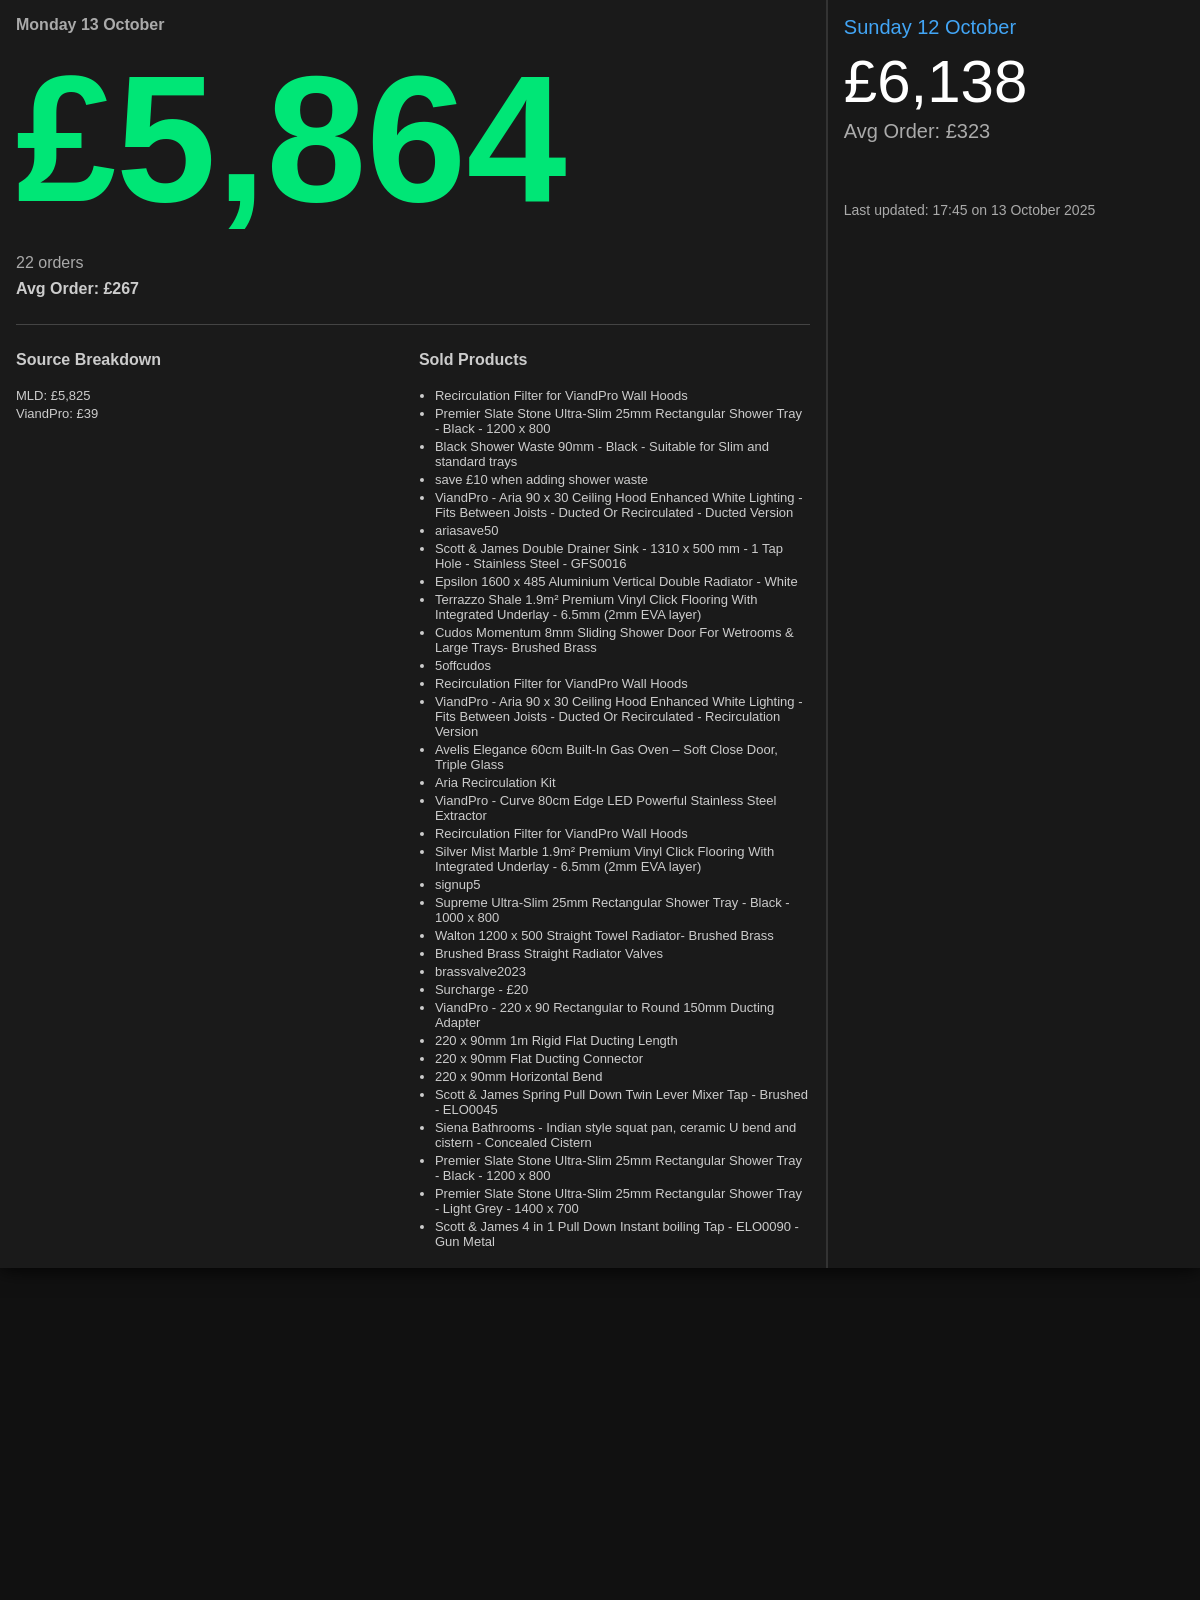 Monday 13 October
£5,864
22 orders
Avg Order: £267
Source Breakdown
MLD: £5,825
ViandPro: £39
Sold Products
• Recirculation Filter for ViandPro Wall Hoods
• Premier Slate Stone Ultra-Slim 25mm Rectangular Shower Tray
- Black - 1200 x 800
• Black Shower Waste 90mm - Black - Suitable for Slim and
standard trays
• save £10 when adding shower waste
• ViandPro - Aria 90 x 30 Ceiling Hood Enhanced White Lighting -
Fits Between Joists - Ducted Or Recirculated - Ducted Version
• ariasave50
• Scott & James Double Drainer Sink - 1310 x 500 mm - 1 Tap
Hole - Stainless Steel - GFS0016
• Epsilon 1600 x 485 Aluminium Vertical Double Radiator - White
• Terrazzo Shale 1.9m² Premium Vinyl Click Flooring With
Integrated Underlay - 6.5mm (2mm EVA layer)
• Cudos Momentum 8mm Sliding Shower Door For Wetrooms &
Large Trays- Brushed Brass
• 5offcudos
• Recirculation Filter for ViandPro Wall Hoods
• ViandPro - Aria 90 x 30 Ceiling Hood Enhanced White Lighting -
Fits Between Joists - Ducted Or Recirculated - Recirculation
Version
• Avelis Elegance 60cm Built-In Gas Oven – Soft Close Door,
Triple Glass
• Aria Recirculation Kit
• ViandPro - Curve 80cm Edge LED Powerful Stainless Steel
Extractor
• Recirculation Filter for ViandPro Wall Hoods
• Silver Mist Marble 1.9m² Premium Vinyl Click Flooring With
Integrated Underlay - 6.5mm (2mm EVA layer)
• signup5
• Supreme Ultra-Slim 25mm Rectangular Shower Tray - Black -
1000 x 800
• Walton 1200 x 500 Straight Towel Radiator- Brushed Brass
• Brushed Brass Straight Radiator Valves
• brassvalve2023
• Surcharge - £20
• ViandPro - 220 x 90 Rectangular to Round 150mm Ducting
Adapter
• 220 x 90mm 1m Rigid Flat Ducting Length
• 220 x 90mm Flat Ducting Connector
• 220 x 90mm Horizontal Bend
• Scott & James Spring Pull Down Twin Lever Mixer Tap - Brushed
- ELO0045
• Siena Bathrooms - Indian style squat pan, ceramic U bend and
cistern - Concealed Cistern
• Premier Slate Stone Ultra-Slim 25mm Rectangular Shower Tray
- Black - 1200 x 800
• Premier Slate Stone Ultra-Slim 25mm Rectangular Shower Tray
- Light Grey - 1400 x 700
• Scott & James 4 in 1 Pull Down Instant boiling Tap - ELO0090 -
Gun Metal
Sunday 12 October
£6,138
Avg Order: £323
Last updated: 17:45 on 13 October 2025